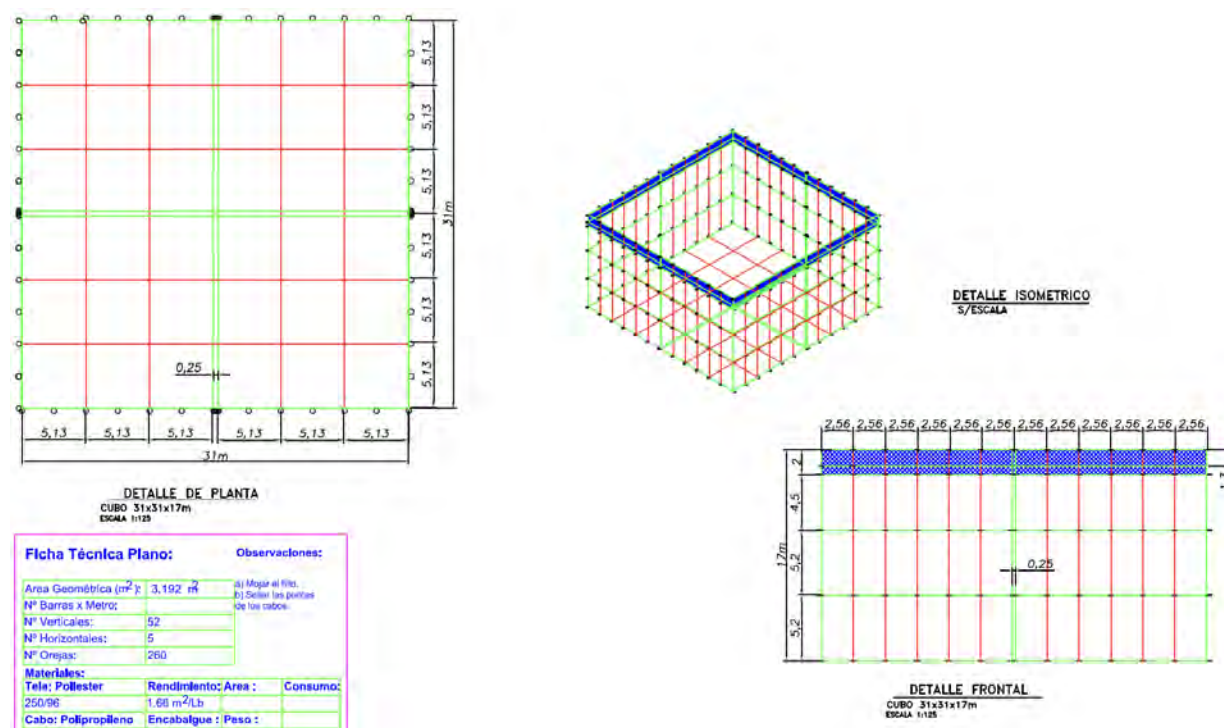 5,13
5,13
5,13
31m
5,13
5,13
5,13
0,25
5,13 5,13 5,13 5,13 5,13 5,13
31m
DETALLE DE PLANTA
CUBO 31x31x17m
ESCALA 1:125
DETALLE ISOMETRICO
S/ESCALA
2,56 2,56 2,56 2,56 2,56 2,56 2,56 2,56 2,56 2,56 2,56 2,56
2
4,5
17m
5,2
0,25
5,2
DETALLE FRONTAL
CUBO 31x31x17m
ESCALA 1:125
Ficha Técnica Plano: Observaciones:
Area Geométrica (m2): 3,192 m2
a) Mojar el hilo.
b) Sellar las puntas
de los cabos.
Nº Barras x Metro:
Nº Verticales: 52
Nº Horizontales: 5
Nº Orejas: 260
Materiales:
Tela: Poliester Rendimiento: Area : Consumo:
250/96 1.66 m2/Lb
Cabo: Polipropileno Encabalgue : Peso :